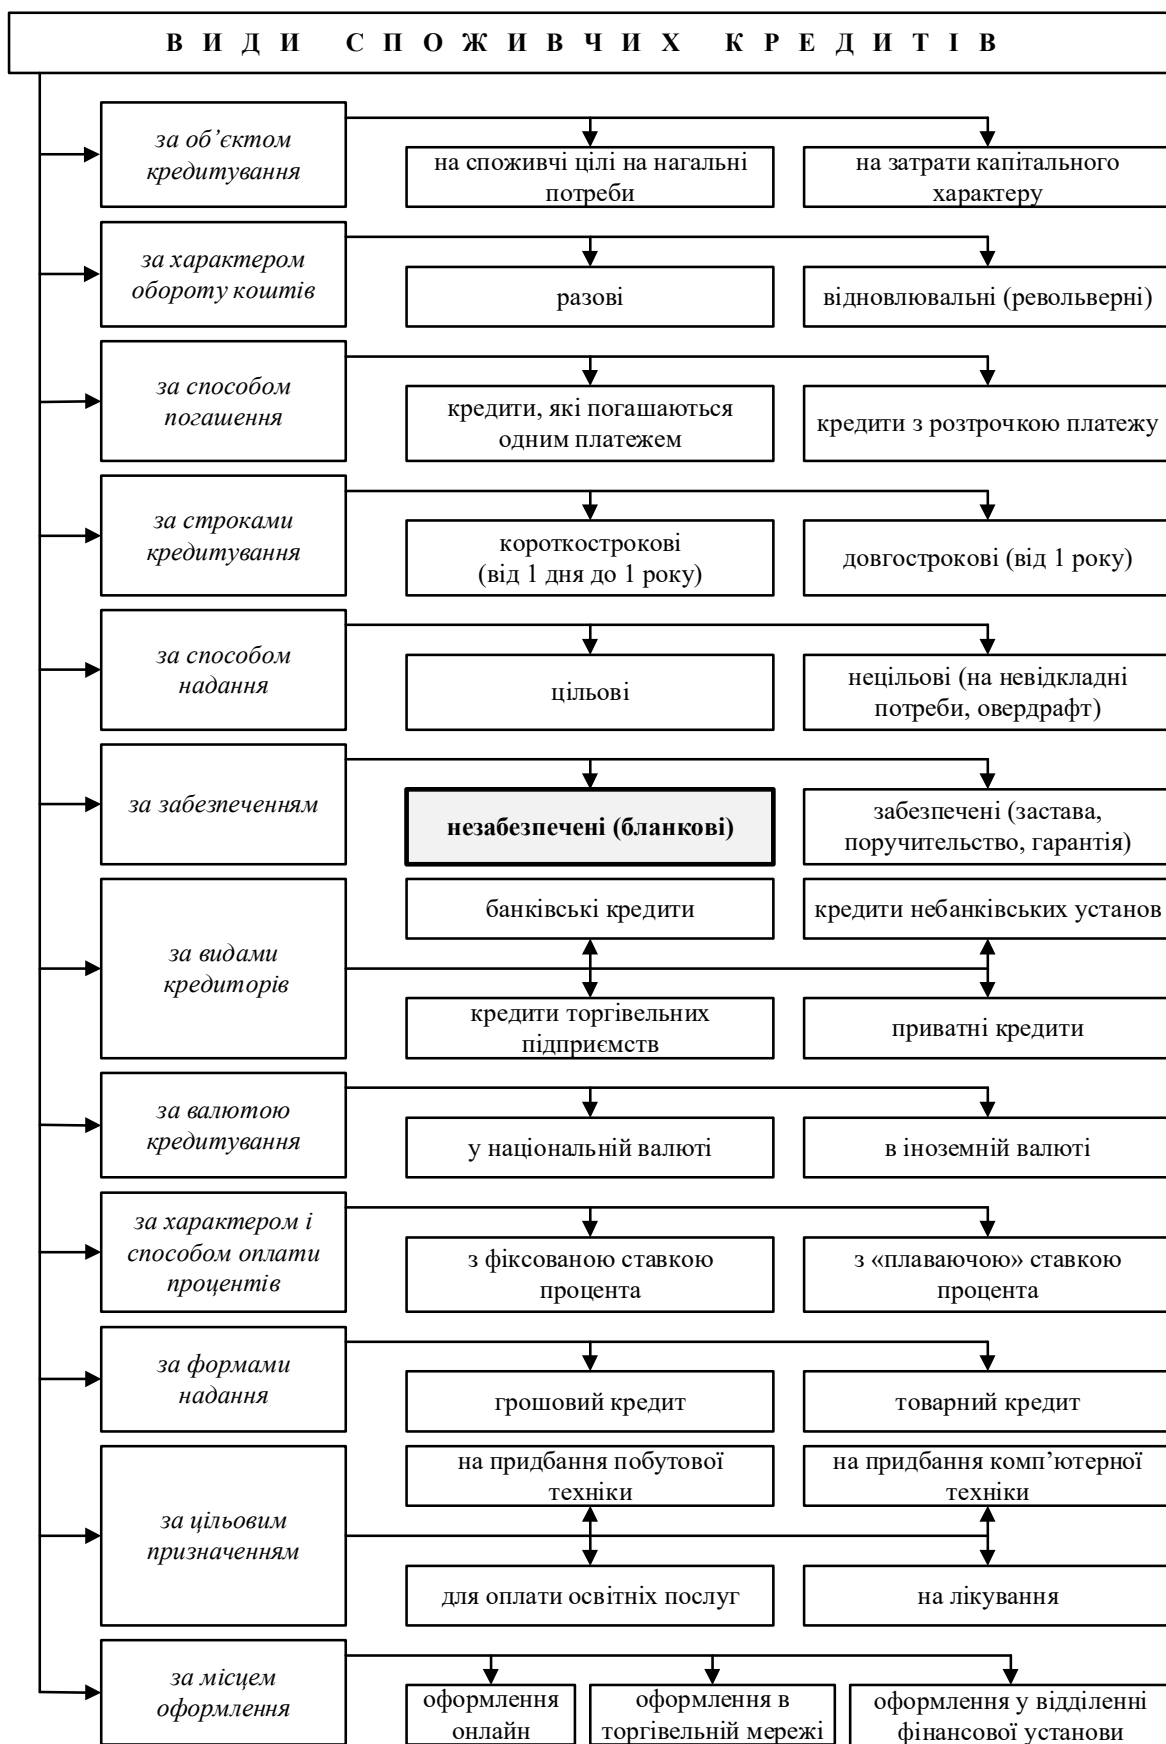 ВИДИ СПОЖИВЧИХ КРЕДИТІВ
за об’єктом
кредитування
на споживчі цілі на нагальні
потреби
на затрати капітального
характеру
за характером
обороту коштів
разові
відновлювальні (револьверні)
за способом
погашення
кредити, які погашаються
одним платежем
кредити з розтрочкою платежу
за строками
кредитування
короткострокові
(від 1 дня до 1 року)
довгострокові (від 1 року)
за способом
надання
цільові
нецільові (на невідкладні
потреби, овердрафт)
за забезпеченням
незабезпечені (бланкові)
забезпечені (застава,
поручительство, гарантія)
за видами
кредиторів
банківські кредити
кредити небанківських установ
кредити торгівельних
підприємств
приватні кредити
за валютою
кредитування
у національній валюті
в іноземній валюті
за характером і
способом оплати
процентів
з фіксованою ставкою
процента
з «плаваючою» ставкою
процента
за формами
надання
грошовий кредит
товарний кредит
за цільовим
призначенням
на придбання побутової
техніки
на придбання комп’ютерної
техніки
для оплати освітніх послуг
на лікування
за місцем
оформлення
оформлення
онлайн
оформлення в
торгівельній мережі
оформлення у відділенні
фінансової установи